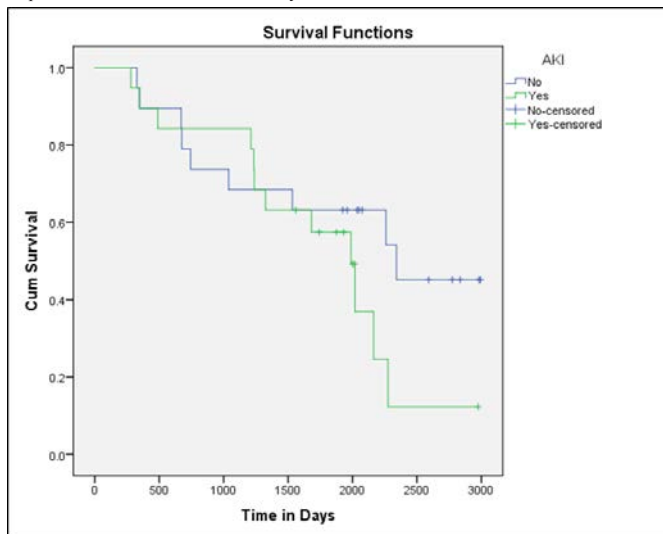 Survival Functions
AKI
No
Yes
No-censored
Yes-censored
1.0
0.8
0.6
0.4
0.2
0.0
Cum Survival
0 500 1000 1500 2000 2500 3000
Time in Days